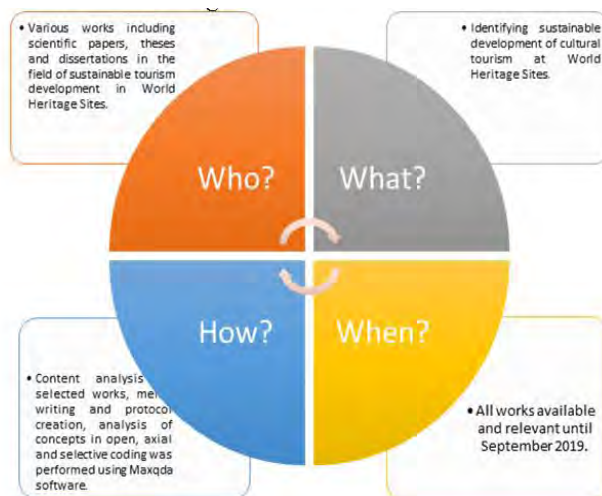 • Various works including
scientific papers, theses
and dissertations in the
field of sustainable tourism
development in World
Heritage Sites.
• Identifying sustainable
development of cultural
tourism at World
Heritage Sites.
Who?
What?
How?
When?
• Content analysis
selected works,
writing and protocol
creation, analysis of
concepts in open, axial
and selective coding was
performed using Maxqda
software.
• All works available
and relevant until
September 2019.